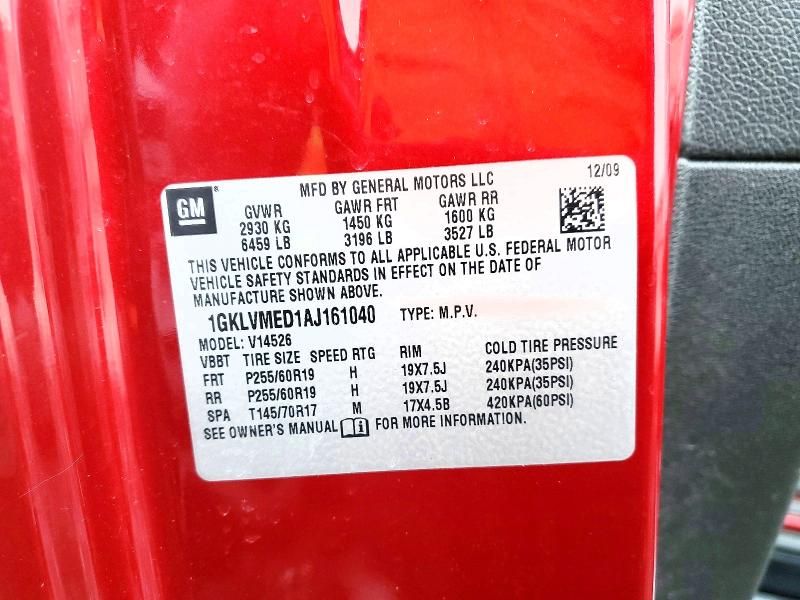 12/09
GM®
MFD BY GENERAL MOTORS LLC
GVWR GAWR FRT GAWR RR
2930 KG 1450 KG 1600 KG
6459 LB 3196 LB 3527 LB
THIS VEHICLE CONFORMS TO ALL APPLICABLE U.S. FEDERAL MOTOR
VEHICLE SAFETY STANDARDS IN EFFECT ON THE DATE OF
MANUFACTURE SHOWN ABOVE.
1GKLVMED1AJ161040 TYPE: M.P.V.
MODEL: V14526
VBBT TIRE SIZE SPEED RTG RIM COLD TIRE PRESSURE
FRT P255/60R19 H 19X7.5J 240KPA(35PSI)
RR P255/60R19 H 19X7.5J 240KPA(35PSI)
SPA T145/70R17 M 17X4.5B 420KPA(60PSI)
SEE OWNER'S MANUAL i FOR MORE INFORMATION.